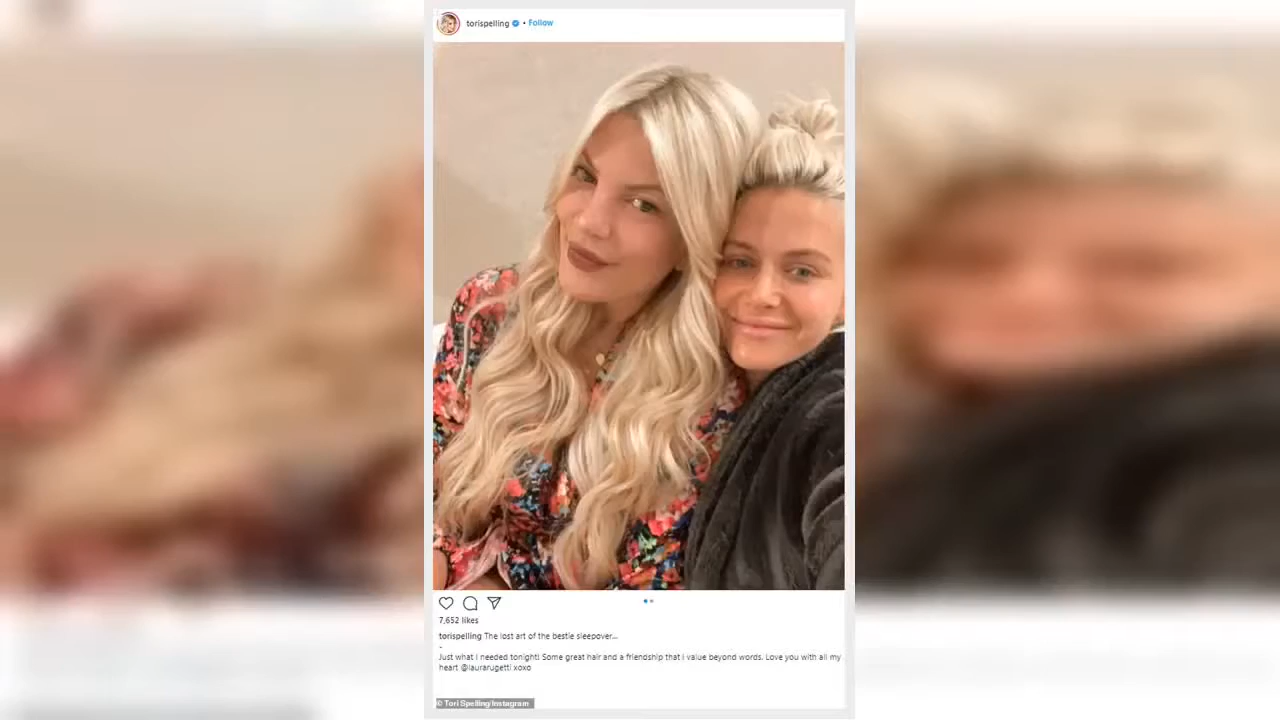 torispelling • Follow
7,652 likes
torispelling The lost art of the bestie sleepover...
-
Just what I needed tonight! Some great hair and a friendship that I value beyond words. Love you with all my
heart @laurarugetti xoxo
© Tori Spelling/Instagram